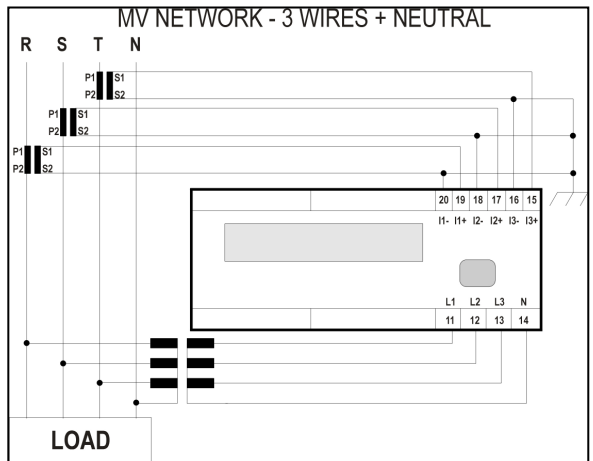 MV NETWORK - 3 WIRES + NEUTRAL
R S T N
P1 S1
P2 S2
P1 S1
P2 S2
P1 S1
P2 S2
20 19 18 17 16 15
I1- I1+ I2- I2+ I3- I3+
L1 L2 L3 N
11 12 13 14
LOAD